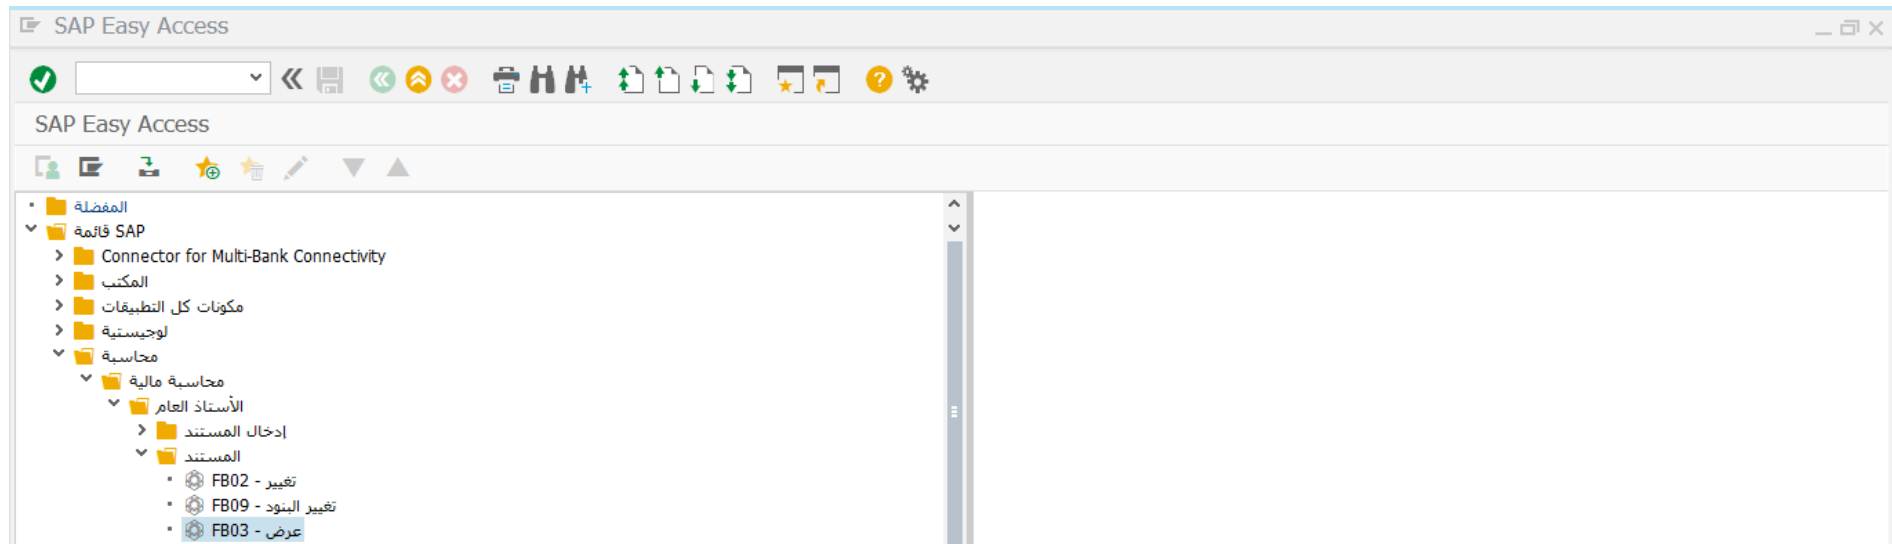 SAP Easy Access
SAP Easy Access
المفضلة
قائمة SAP
Connector for Multi-Bank Connectivity
المكتب
مكونات كل التطبيقات
لوجيستية
محاسبة
محاسبة مالية
الأستاذ العام
إدخال المستند
المستند
FB02 - تغيير
FB09 - تغيير البنود
FB03 - عرض